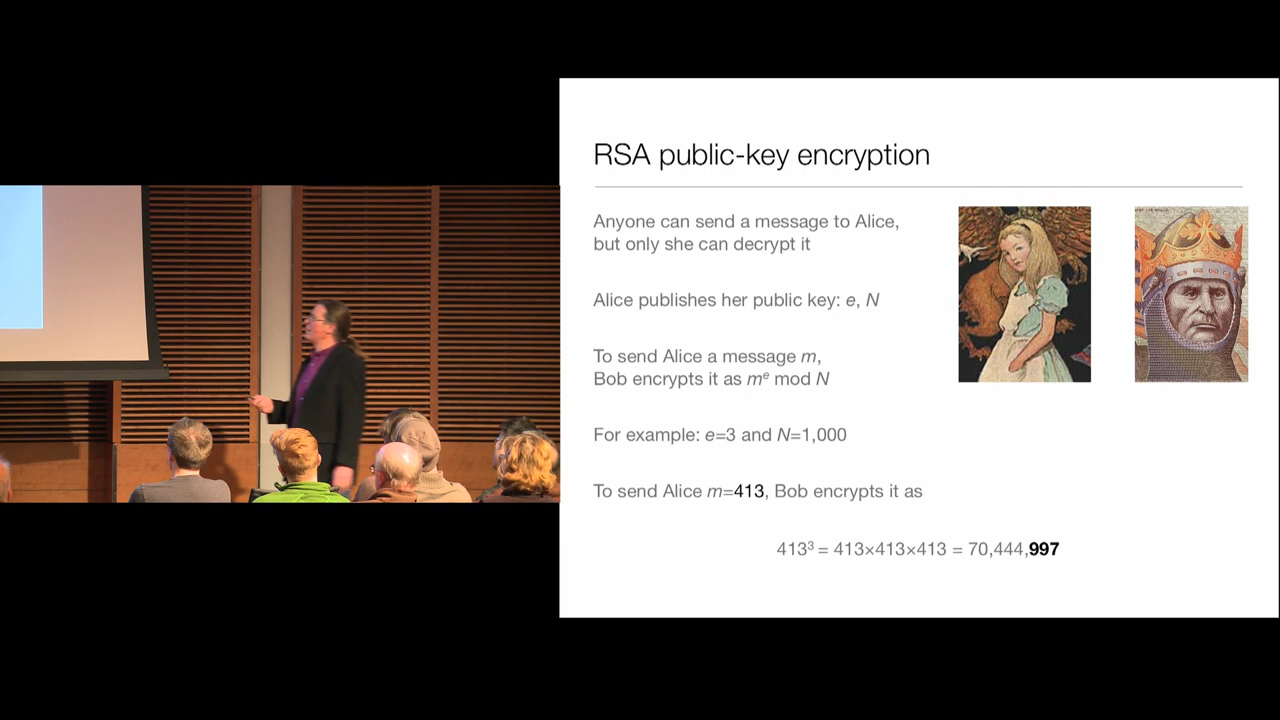 RSA public-key encryption
Anyone can send a message to Alice,
but only she can decrypt it
Alice publishes her public key: e, N
To send Alice a message m,
Bob encrypts it as mᵉ mod N
For example: e=3 and N=1,000
To send Alice m=413, Bob encrypts it as
413³ = 413×413×413 = 70,444,997